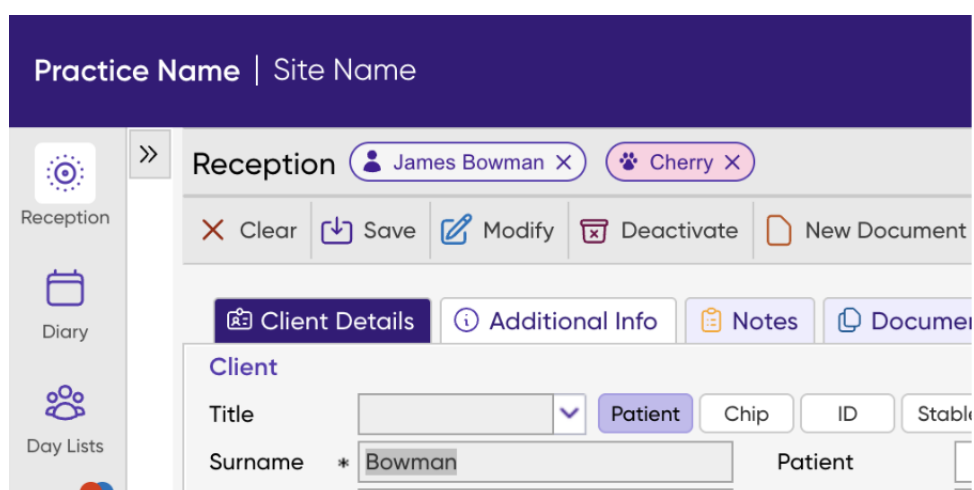 Practice Name | Site Name
Reception James Bowman Cherry
Reception
Clear Save Modify Deactivate New Document
Diary
Client Details Additional Info Notes
Client
Title Patient Chip ID
Day Lists
Surname * Bowman Patient